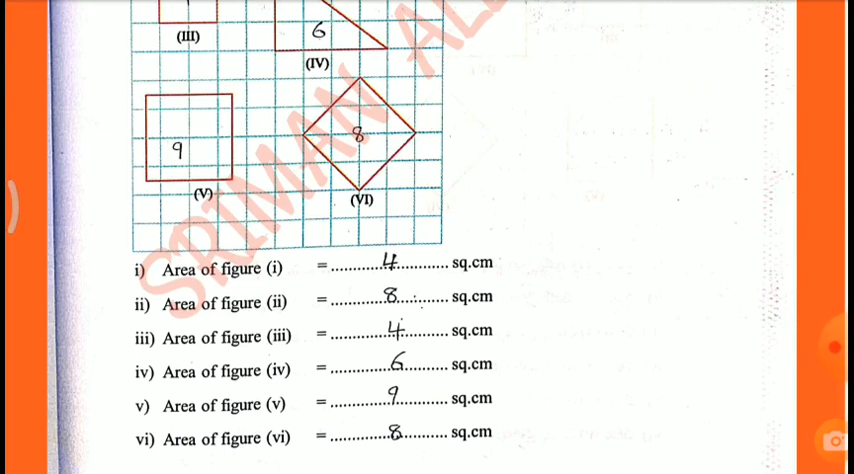 (III)
6
(IV)
SRIMAN
9
8
(V)
(VI)
i) Area of figure (i) = ...............4............... sq.cm
ii) Area of figure (ii) = ...............8............... sq.cm
iii) Area of figure (iii) = ...............4............... sq.cm
iv) Area of figure (iv) = ...............6............... sq.cm
v) Area of figure (v) = ...............9............... sq.cm
vi) Area of figure (vi) = ...............8............... sq.cm